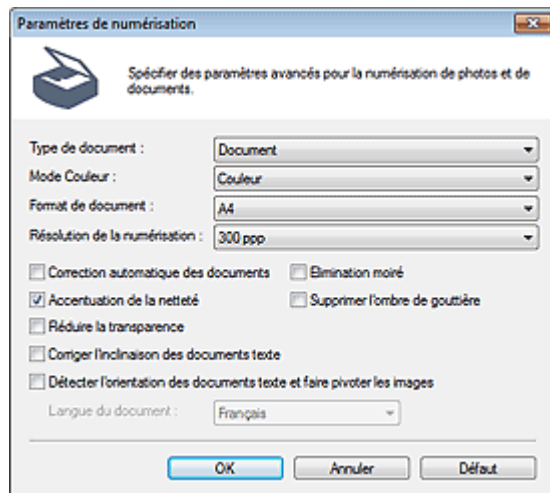 Paramètres de numérisation
Spécifier des paramètres avancés pour la numérisation de photos et de
documents.
Type de document : Document
Mode Couleur : Couleur
Format de document : A4
Résolution de la numérisation : 300 ppp
Correction automatique des documents Elimination moiré
Accentuation de la netteté Supprimer l'ombre de gouttière
Réduire la transparence
Corriger l'inclinaison des documents texte
Détecter l'orientation des documents texte et faire pivoter les images
Langue du document : Français
OK Annuler Défaut